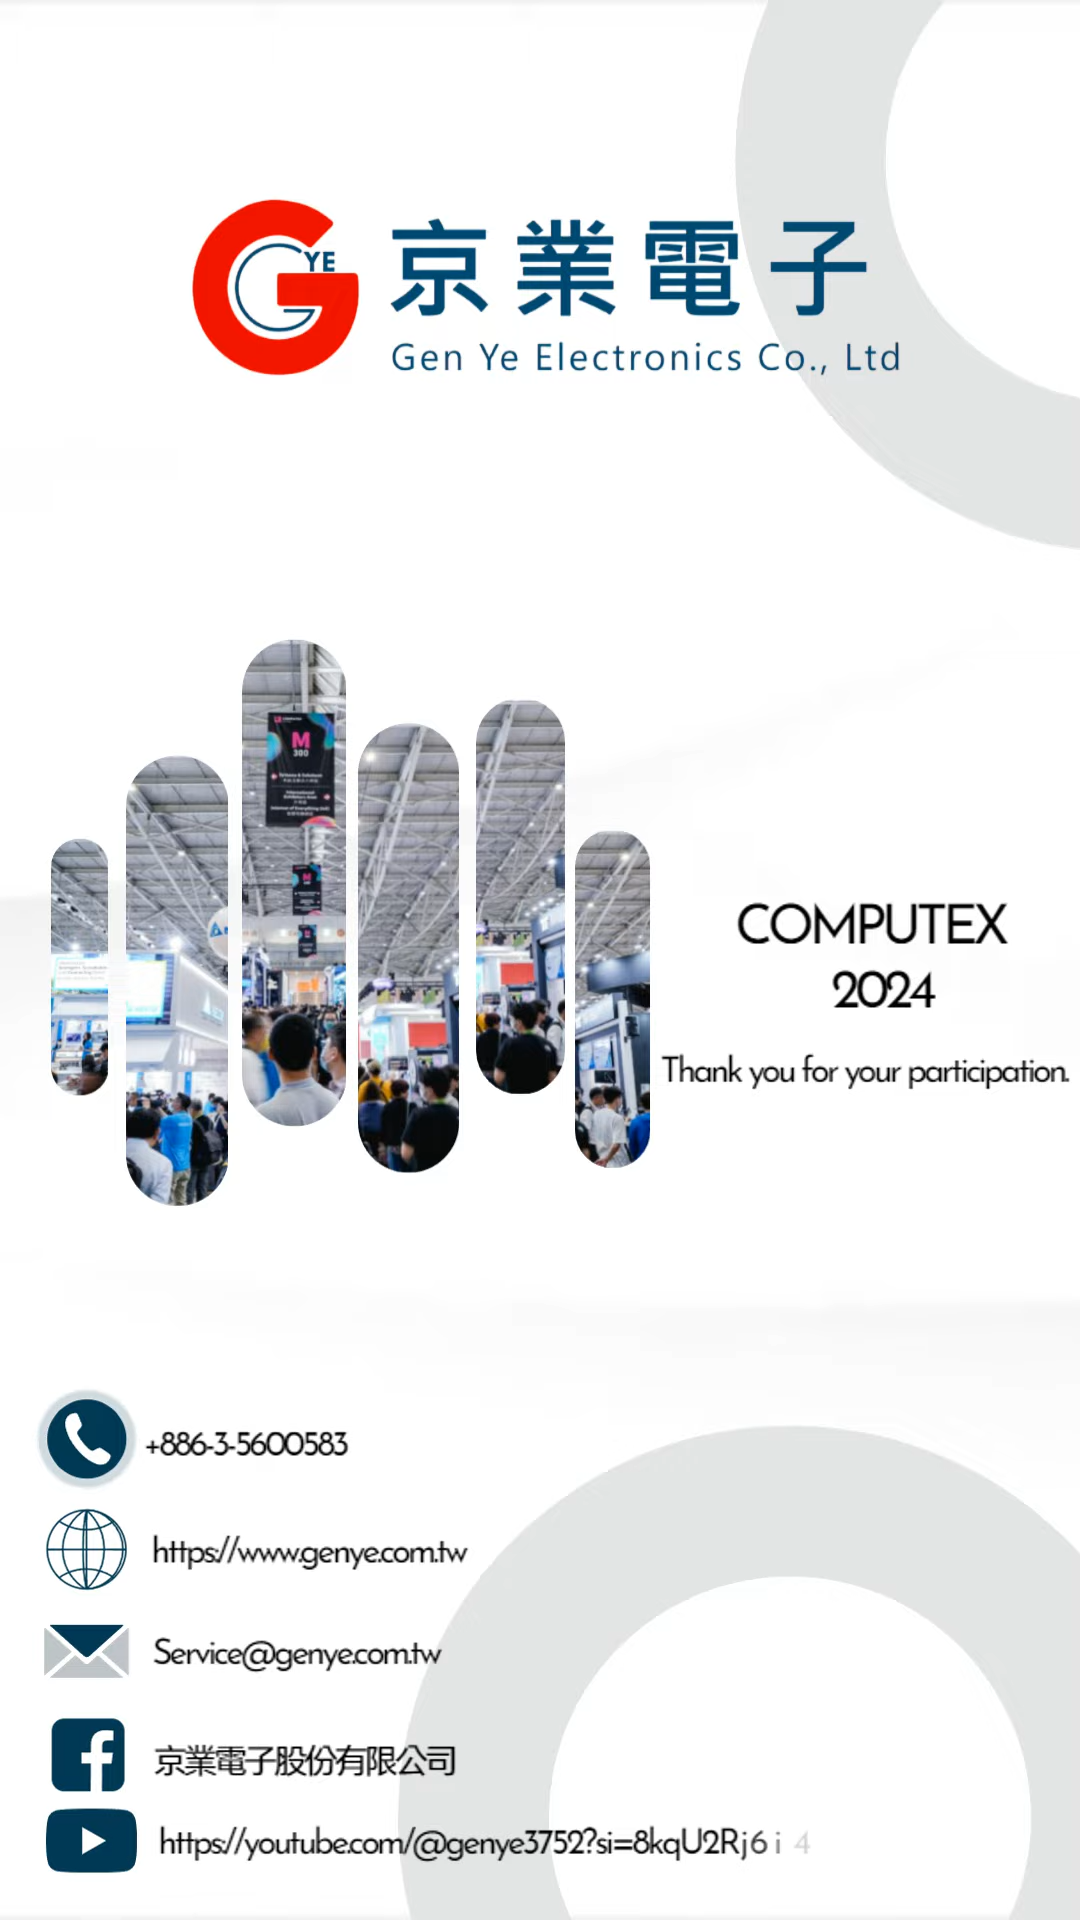 YE
京業電子
Gen Ye Electronics Co., Ltd
M
300
COMPUTEX
2024
Thank you for your participation.
+886-3-5600583
https://www.genye.com.tw
Service@genye.com.tw
京業電子股份有限公司
https://youtube.com/@genye3752?si=8kqU2Rj6i4